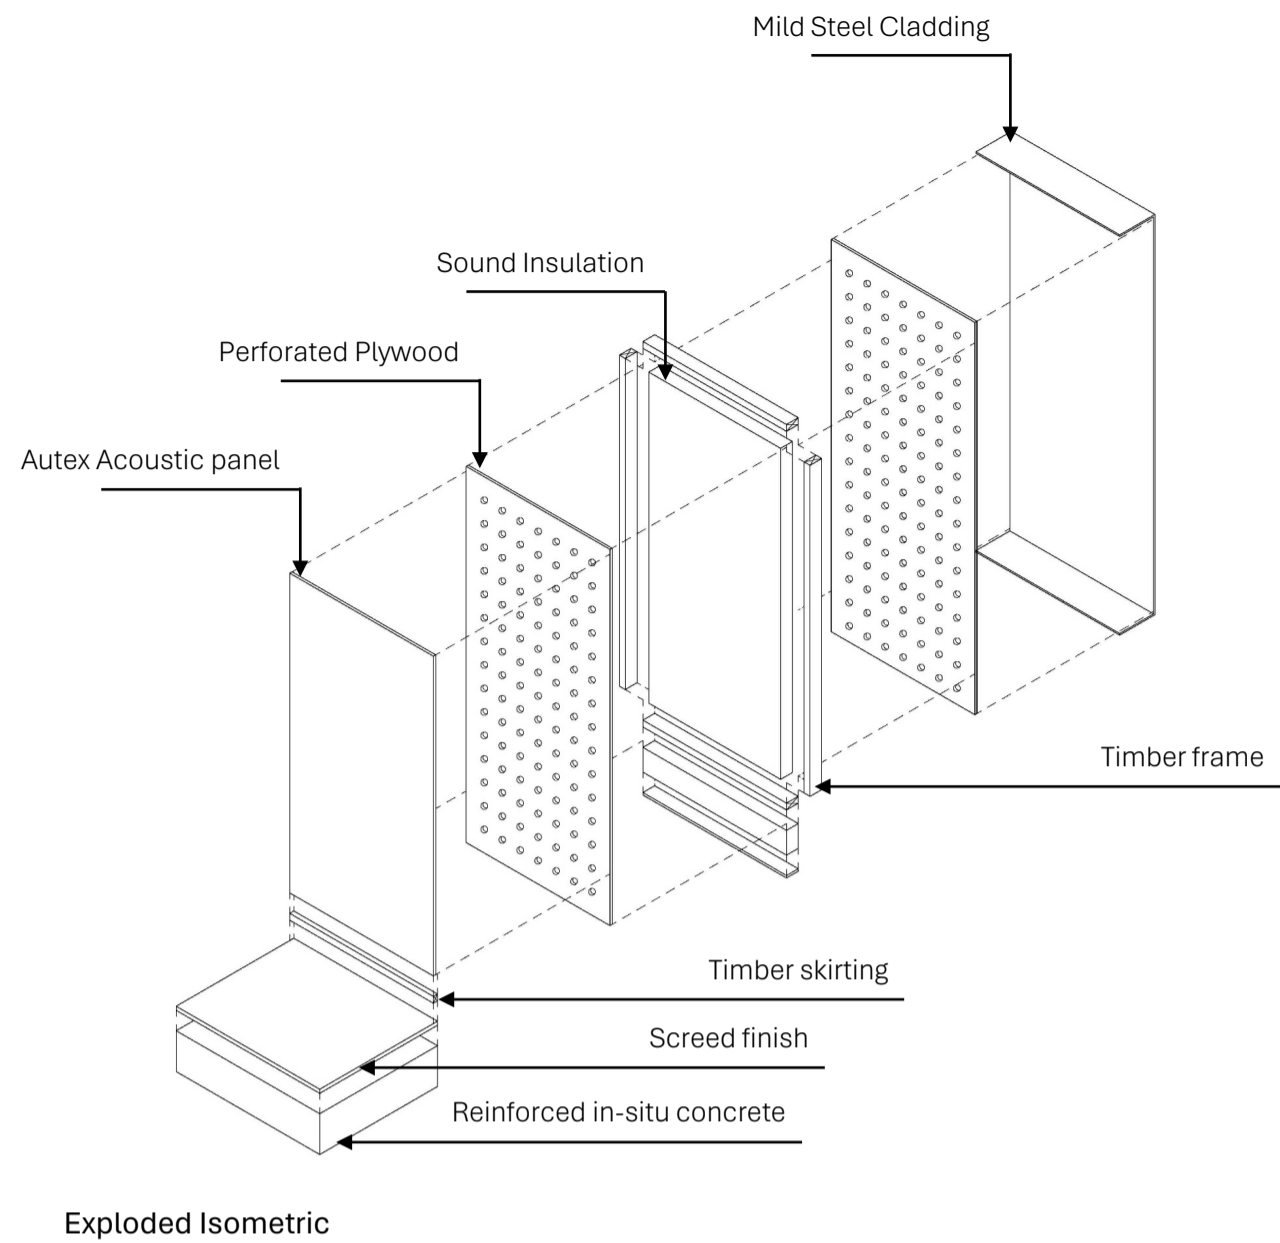 Mild Steel Cladding
Sound Insulation
Perforated Plywood
Autex Acoustic panel
Timber frame
Timber skirting
Screed finish
Reinforced in-situ concrete
Exploded Isometric